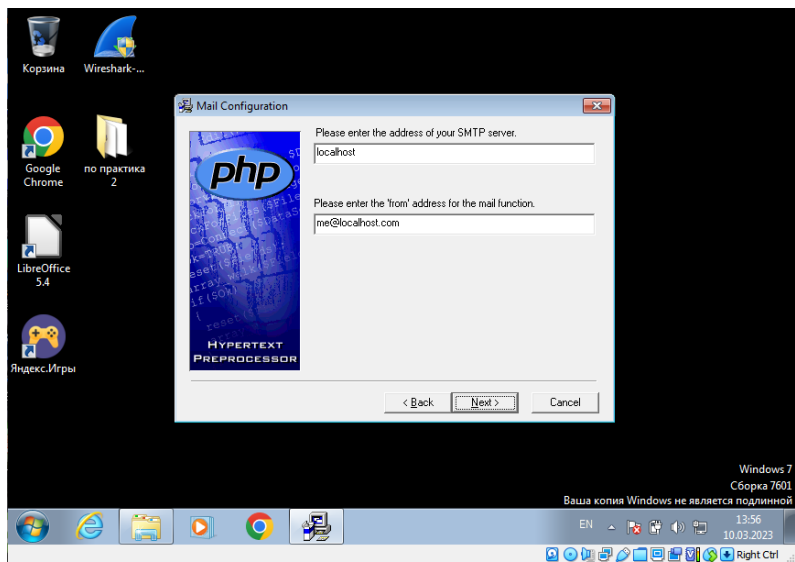 Корзина
Wireshark-...
Google
Chrome
по практика
2
LibreOffice
5.4
Яндекс.Игры
Mail Configuration
php
HYPERTEXT
PREPROCESSOR
Please enter the address of your SMTP server.
localhost
Please enter the 'from' address for the mail function.
me@localhost.com
< Back
Next >
Cancel
Windows 7
Сборка 7601
Ваша копия Windows не является подлинной
EN
13:56
10.03.2023
Right Ctrl